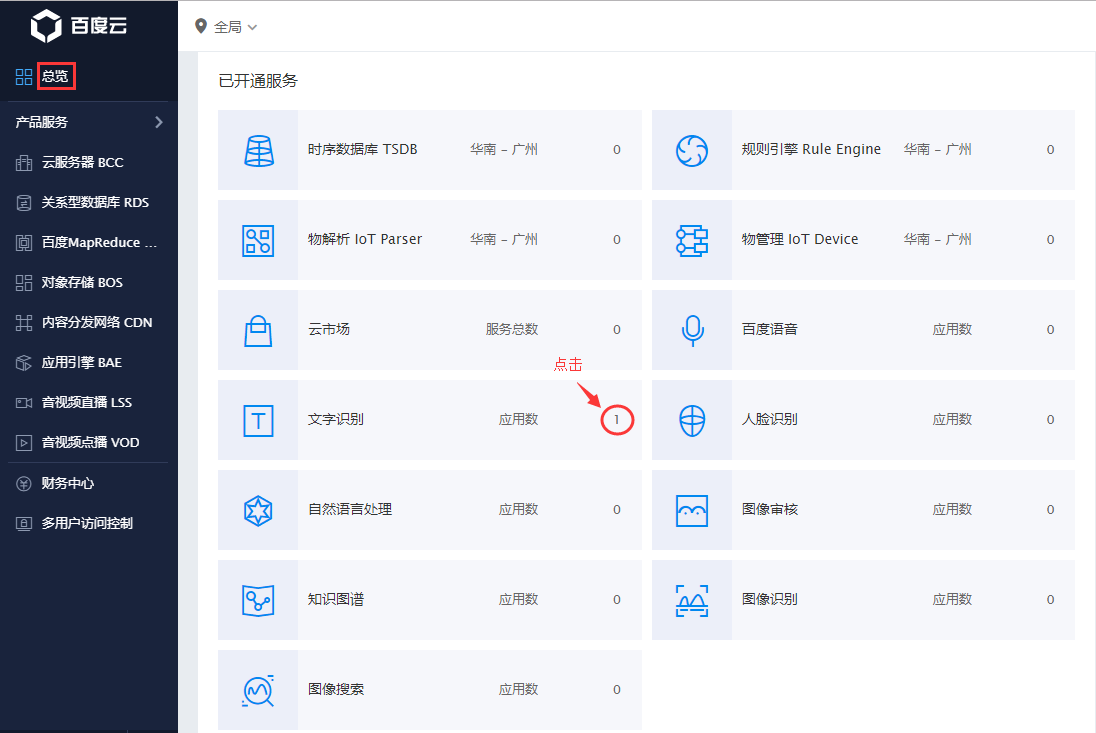 百度云
全局
总览
产品服务
云服务器 BCC
关系型数据库 RDS
百度MapReduce ...
对象存储 BOS
内容分发网络 CDN
应用引擎 BAE
音视频直播 LSS
音视频点播 VOD
财务中心
多用户访问控制
已开通服务
时序数据库 TSDB 华南 - 广州 0
规则引擎 Rule Engine 华南 - 广州 0
物解析 IoT Parser 华南 - 广州 0
物管理 IoT Device 华南 - 广州 0
云市场 服务总数 0
百度语音 应用数 0
点击
文字识别 应用数 1
人脸识别 应用数 0
自然语言处理 应用数 0
图像审核 应用数 0
知识图谱 应用数 0
图像识别 应用数 0
图像搜索 应用数 0